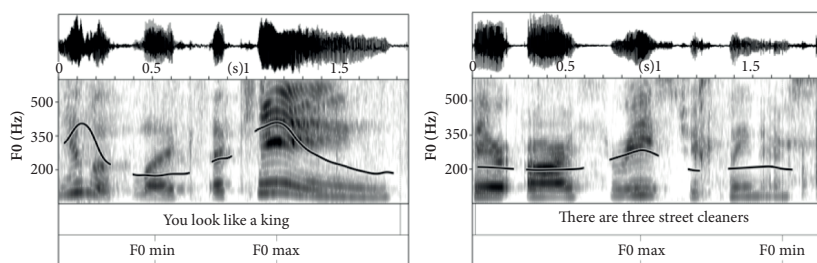 0 0.5 (s)1 1.5
F0 (Hz)
500
350
200
You look like a king
F0 min F0 max
0 0.5 (s)1 1.5
F0 (Hz)
500
350
200
There are three street cleaners
F0 max F0 min